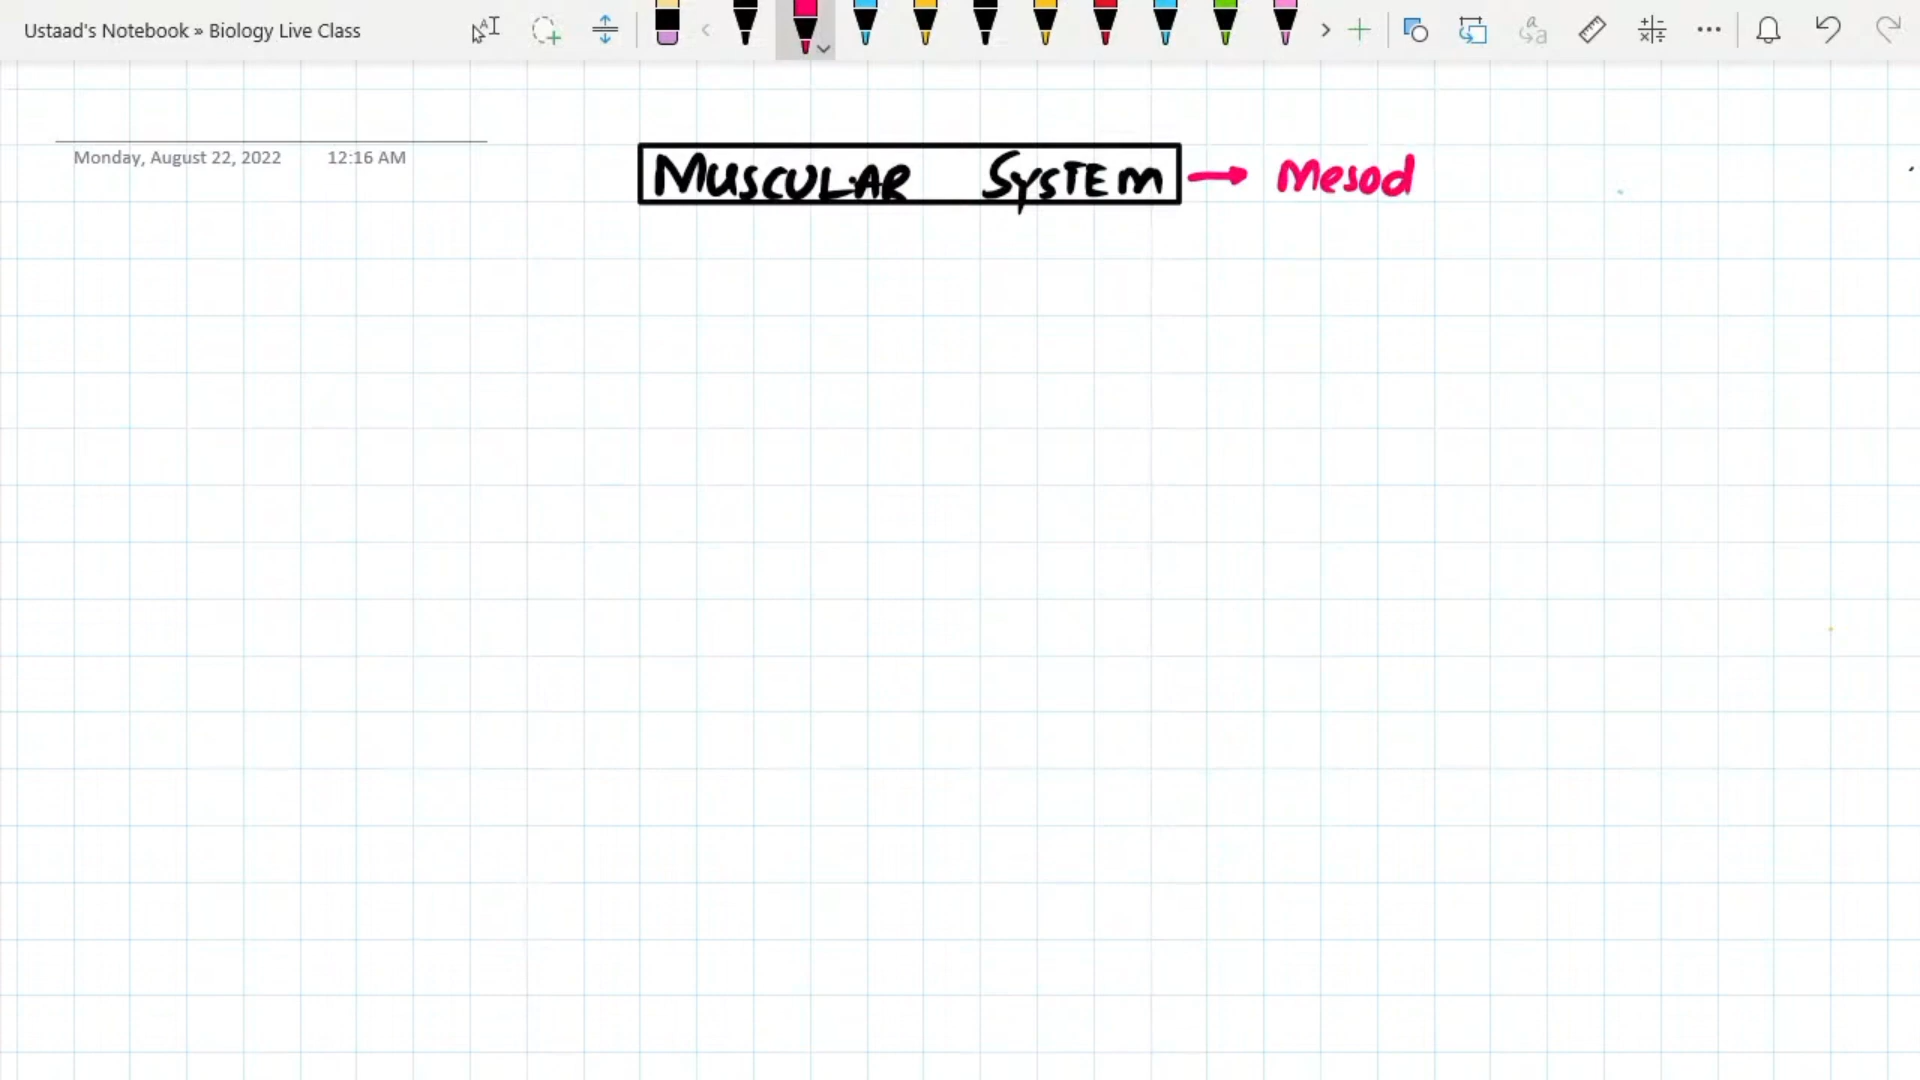 Ustaad's Notebook » Biology Live Class
Monday, August 22, 2022 12:16 AM
MUSCULAR SYSTEM → Mesod